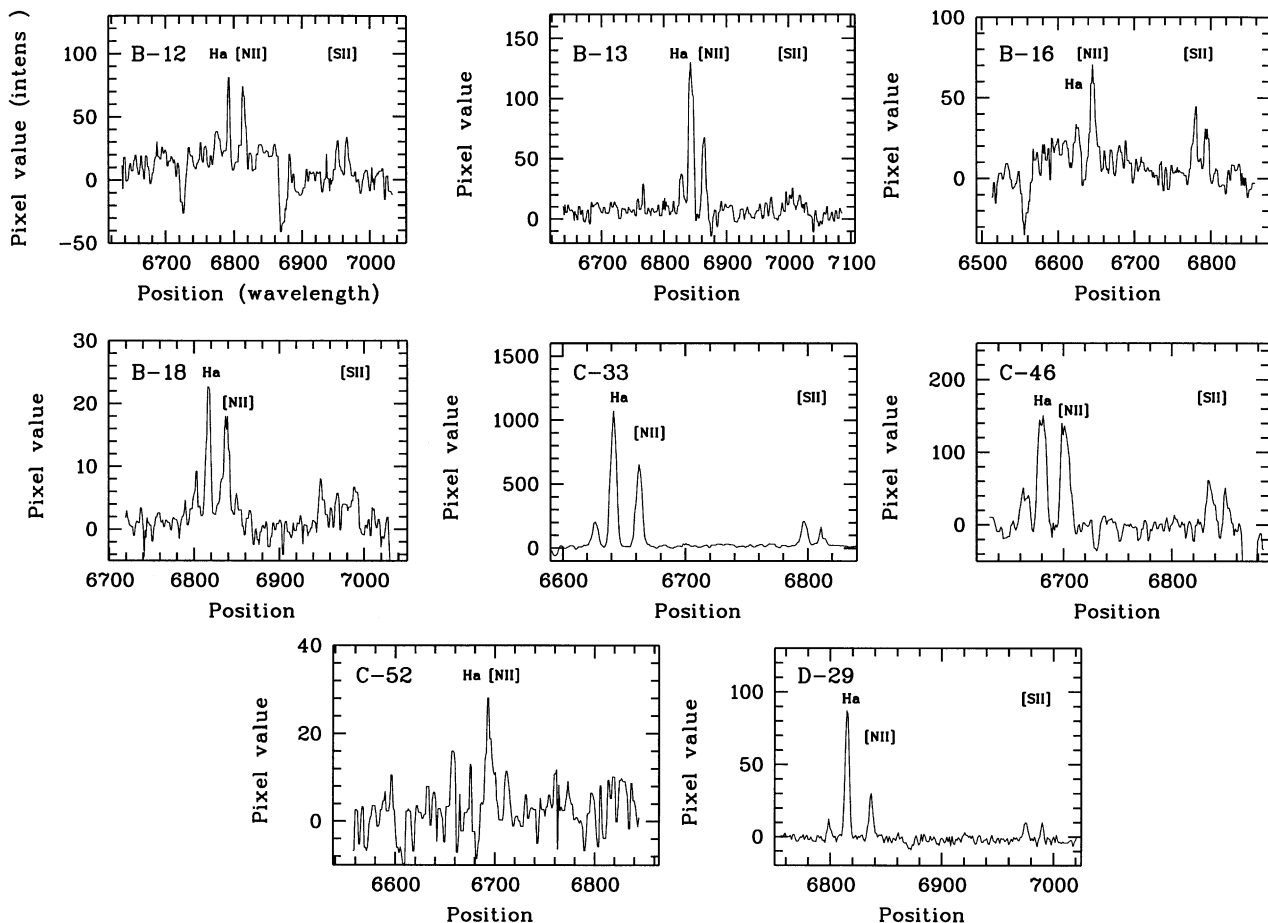 B-12 Ha [NII] [SII]
100
50
0
-50
6700 6800 6900 7000
Pixel value (intens )
Position (wavelength)
B-13 Ha [NII] [SII]
150
100
50
0
6700 6800 6900 7000 7100
Pixel value
Position
B-16 [NII] [SII]
Ha
100
50
0
6500 6600 6700 6800
Pixel value
Position
B-18 Ha [SII]
[NII]
30
20
10
0
6700 6800 6900 7000
Pixel value
Position
C-33
Ha [SII]
[NII]
1500
1000
500
0
6600 6700 6800
Pixel value
Position
C-46
Ha [NII] [SII]
200
100
0
6700 6800
Pixel value
Position
C-52 Ha [NII]
40
20
0
6600 6700 6800
Pixel value
Position
D-29
Ha [SII]
[NII]
100
50
0
6800 6900 7000
Pixel value
Position